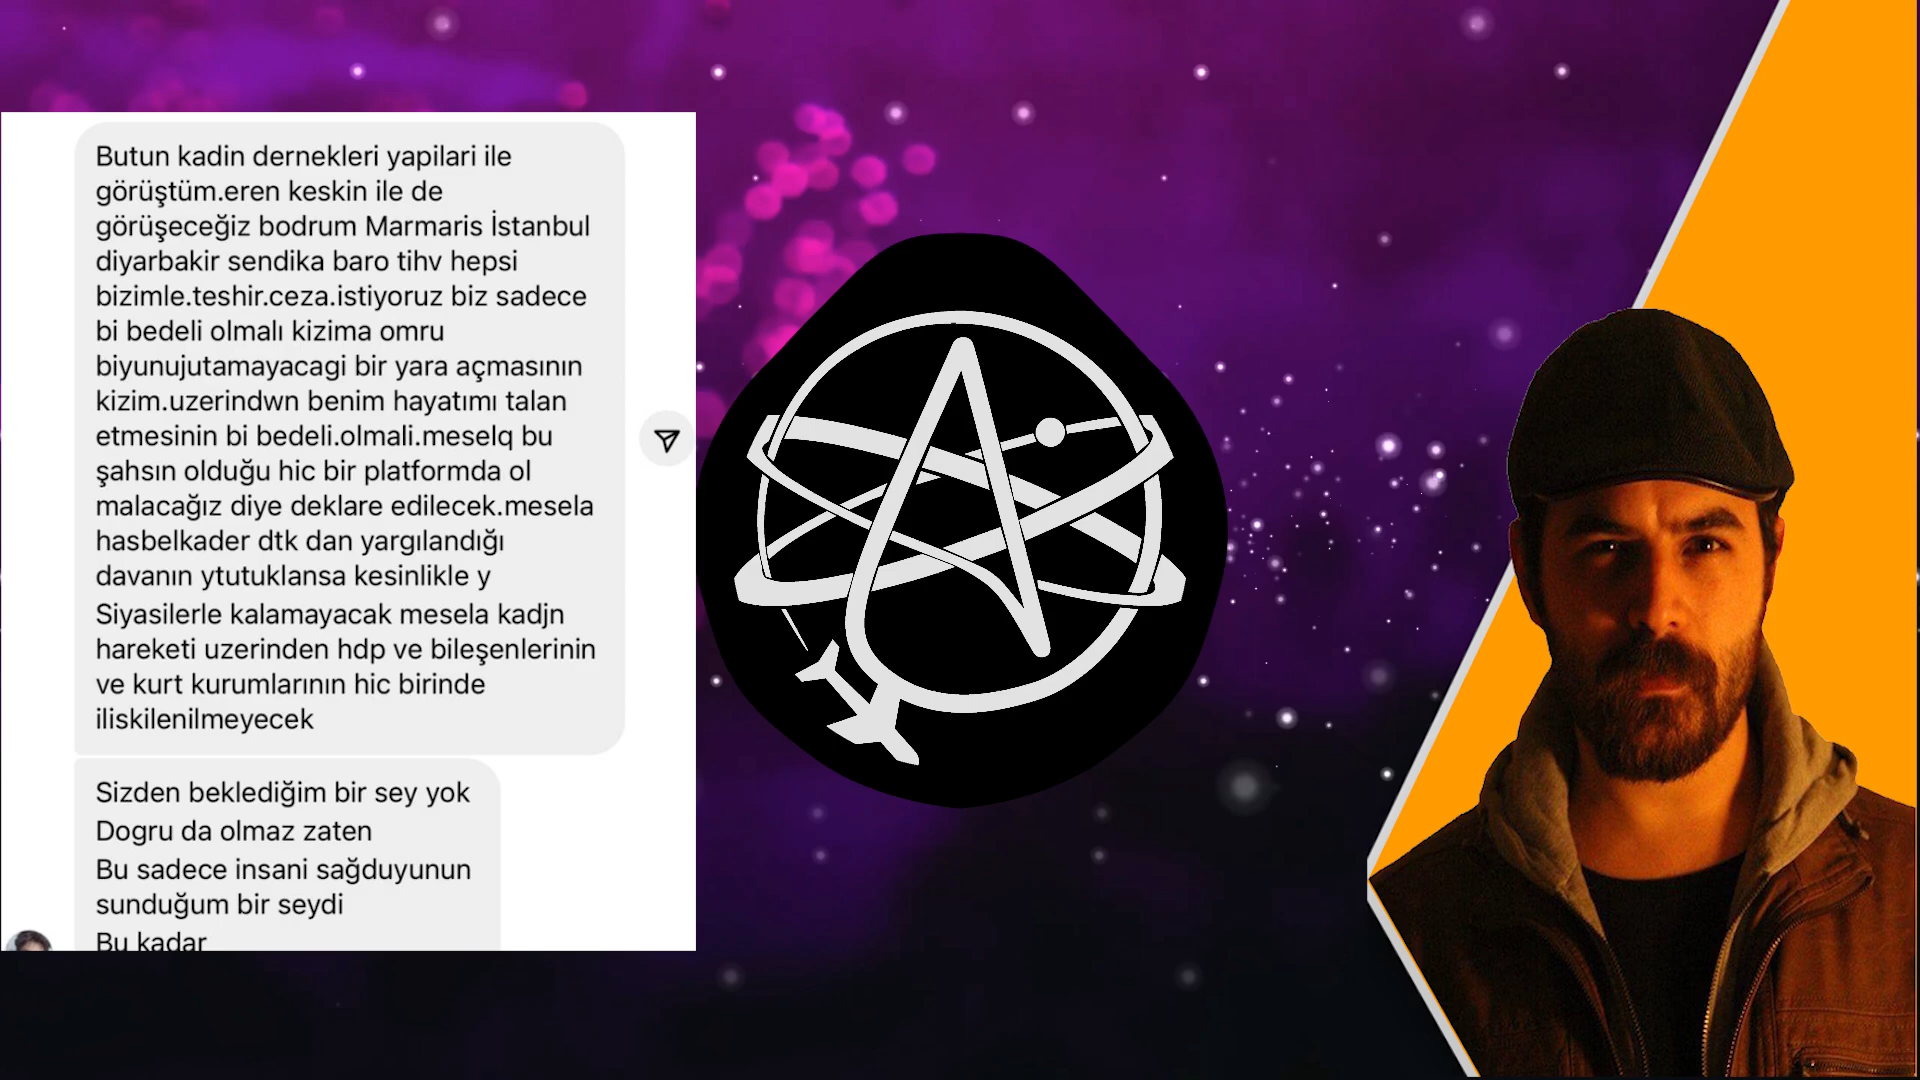 Butun kadin dernekleri yapilari ile
görüştüm.eren keskin ile de
görüşeceğiz bodrum Marmaris İstanbul
diyarbakir sendika baro tihv hepsi
bizimle.teshir.ceza.istiyoruz biz sadece
bi bedeli olmalı kizima omru
biyunujutamayacagi bir yara açmasının
kizim.uzerindwn benim hayatımı talan
etmesinin bi bedeli.olmali.meselq bu
şahsın olduğu hic bir platformda ol
malacağız diye deklare edilecek.mesela
hasbelkader dtk dan yargılandığı
davanın ytutuklansa kesinlikle y
Siyasilerle kalamayacak mesela kadjn
hareketi uzerinden hdp ve bileşenlerinin
ve kurt kurumlarının hic birinde
iliskilenilmeyecek
Sizden beklediğim bir sey yok
Dogru da olmaz zaten
Bu sadece insani sağduyunun
sunduğum bir seydi
Bu kadar